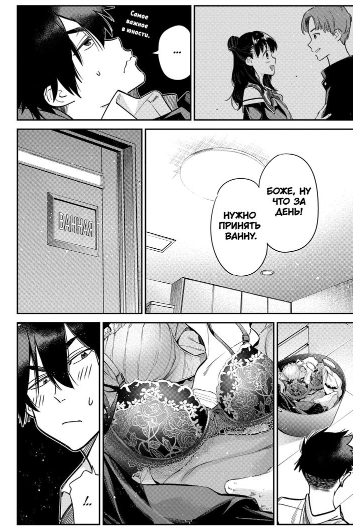 Самое
важное
в юности.
...
БОЖЕ, НУ
ЧТО ЗА
ДЕНЬ!
НУЖНО
ПРИНЯТЬ
ВАННУ.
ВАННАЯ
!...